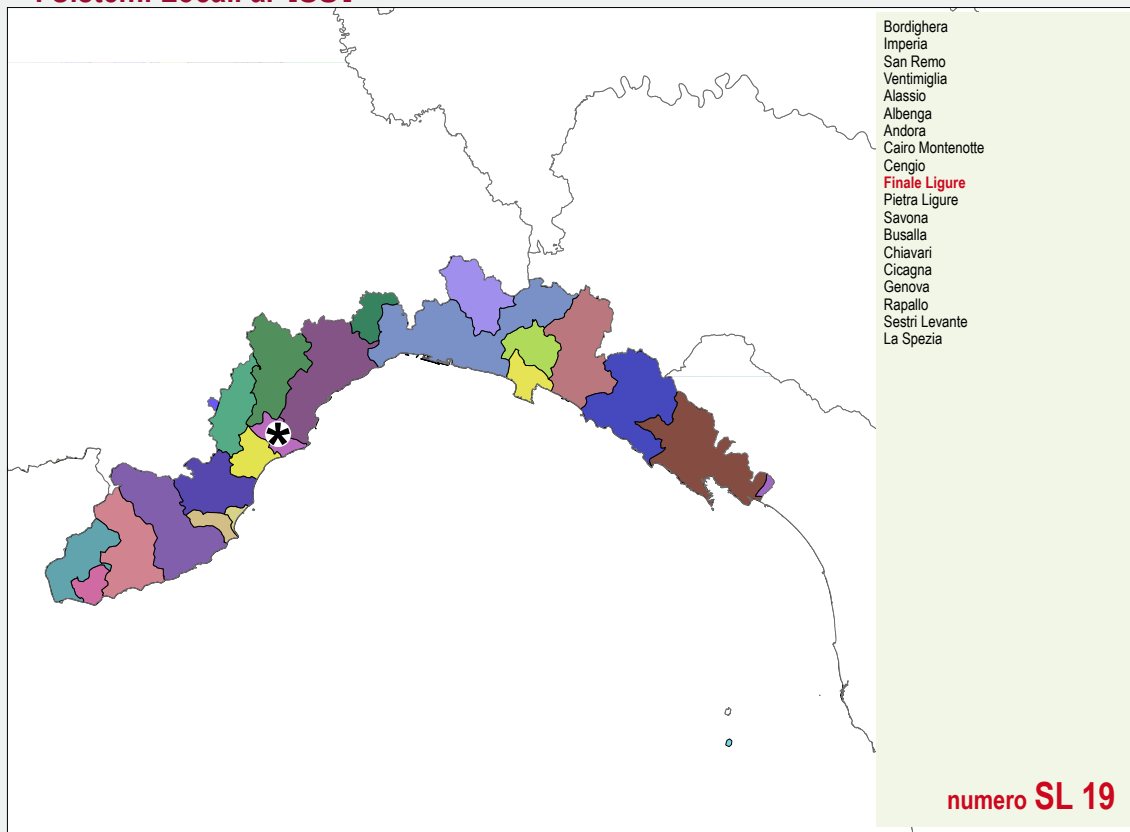 Bordighera
Imperia
San Remo
Ventimiglia
Alassio
Albenga
Andora
Cairo Montenotte
Cengio
Finale Ligure
Pietra Ligure
Savona
Busalla
Chiavari
Cicagna
Genova
Rapallo
Sestri Levante
La Spezia
*
numero SL 19